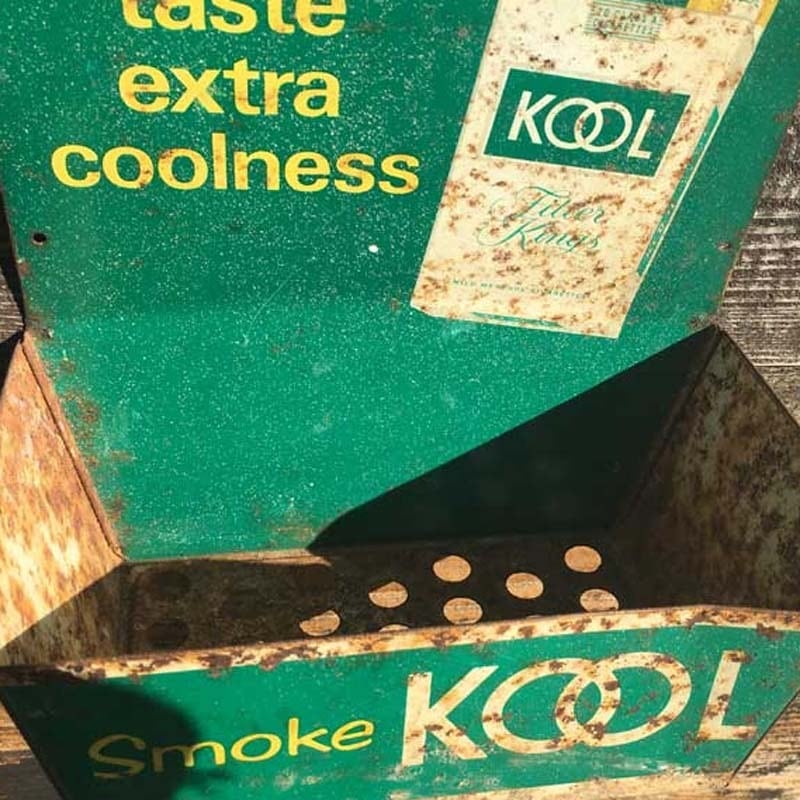 taste
extra
coolness
KOOL
Filter
Kings
Smoke KOOL